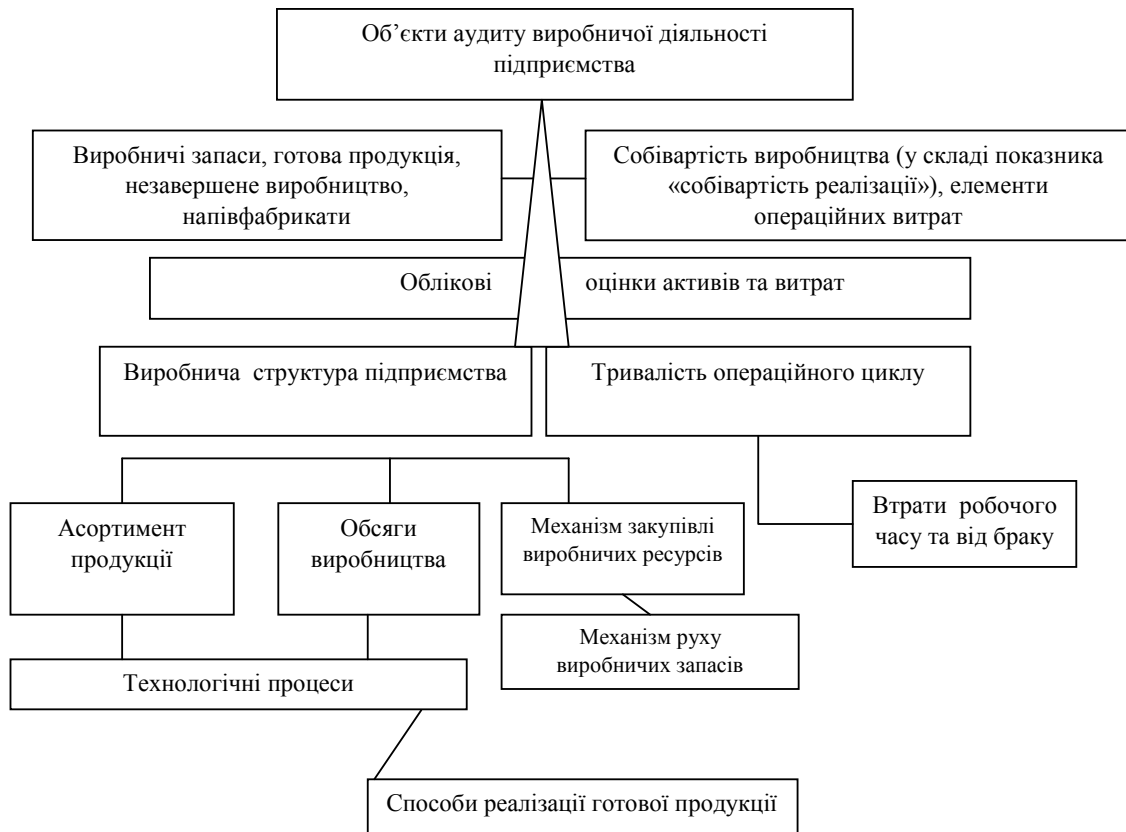 Об’єкти аудиту виробничої діяльності
підприємства
Виробничі запаси, готова продукція,
незавершене виробництво,
напівфабрикати
Собівартість виробництва (у складі показника
«собівартість реалізації»), елементи
операційних витрат
Облікові оцінки активів та витрат
Виробнича структура підприємства
Тривалість операційного циклу
Асортимент
продукції
Обсяги
виробництва
Механізм закупівлі
виробничих ресурсів
Втрати робочого
часу та від браку
Механізм руху
виробничих запасів
Технологічні процеси
Способи реалізації готової продукції